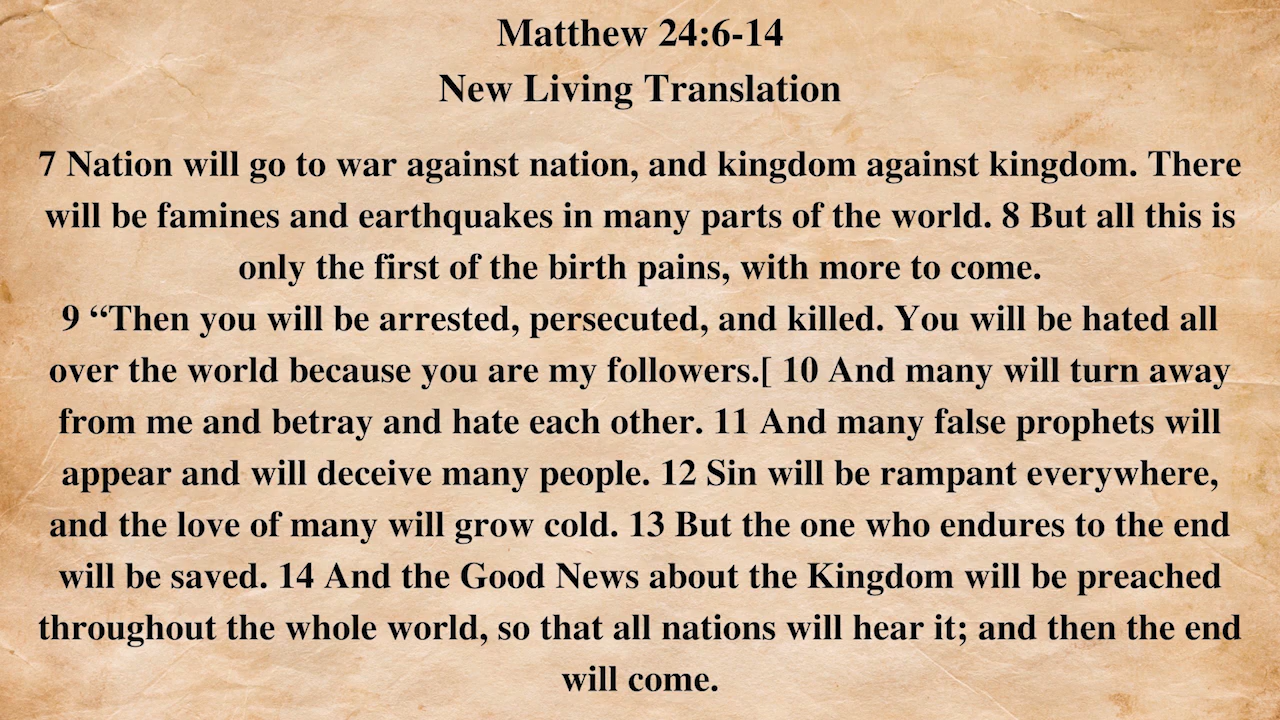 Matthew 24:6-14
New Living Translation
7 Nation will go to war against nation, and kingdom against kingdom. There
will be famines and earthquakes in many parts of the world. 8 But all this is
only the first of the birth pains, with more to come.
9 “Then you will be arrested, persecuted, and killed. You will be hated all
over the world because you are my followers.[ 10 And many will turn away
from me and betray and hate each other. 11 And many false prophets will
appear and will deceive many people. 12 Sin will be rampant everywhere,
and the love of many will grow cold. 13 But the one who endures to the end
will be saved. 14 And the Good News about the Kingdom will be preached
throughout the whole world, so that all nations will hear it; and then the end
will come.